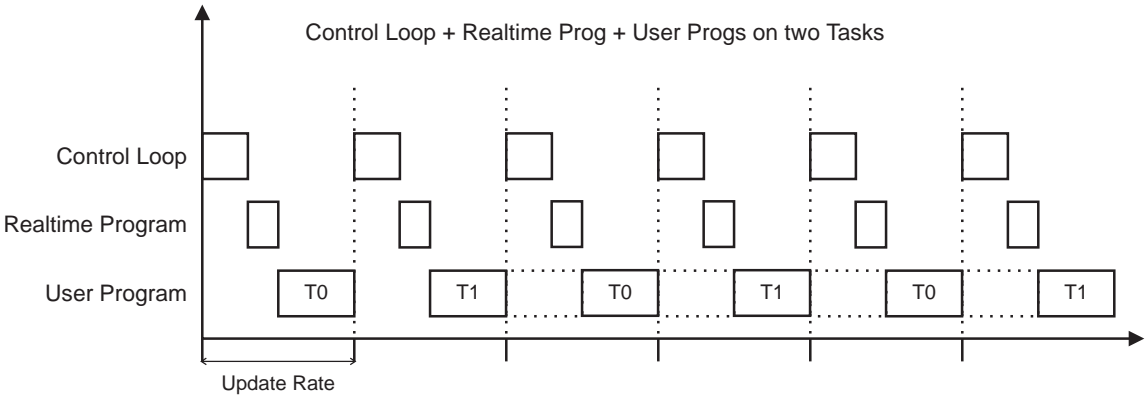 Control Loop + Realtime Prog + User Progs on two Tasks
Control Loop
Realtime Program
User Program
T0
T1
T0
T1
T0
T1
Update Rate